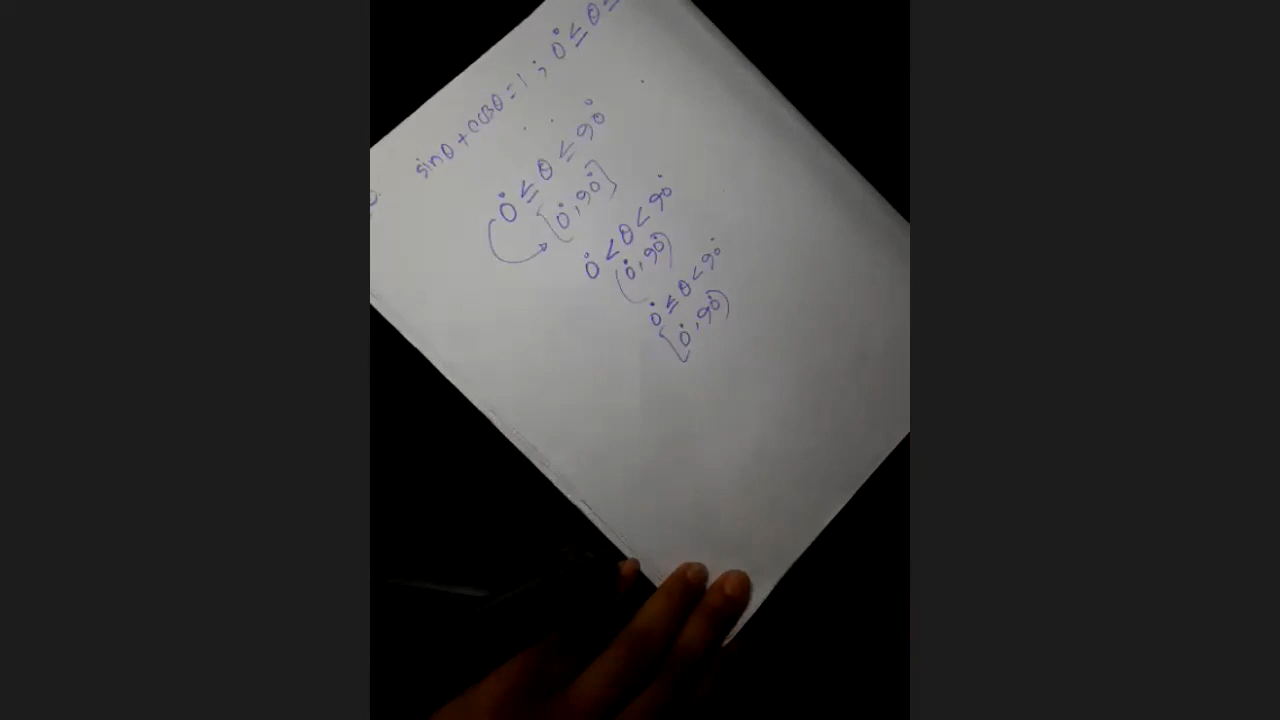 sinθ + cosθ = 1 ; 0° ≤ θ ≤
0° ≤ θ ≤ 90°
[0°, 90°]
0° < θ < 90°
(0°, 90°)
0° ≤ θ < 90°
[0°, 90°)